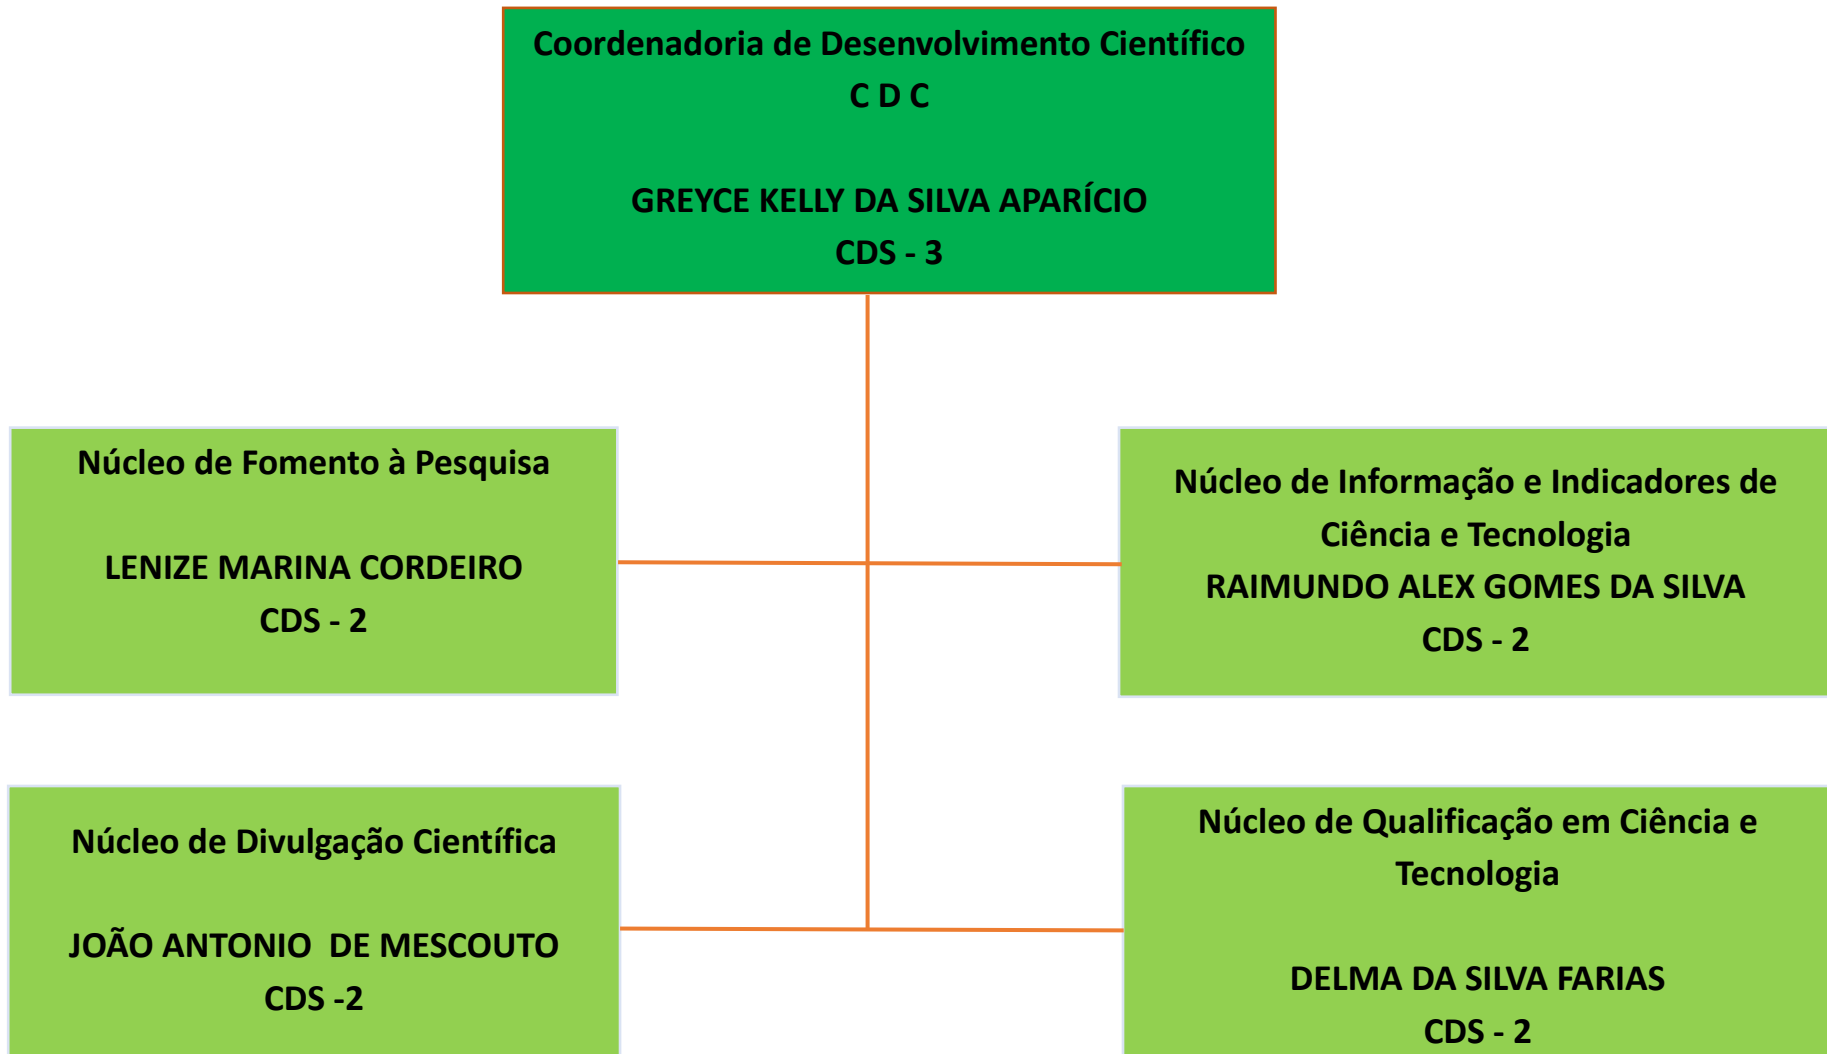 Coordenadoria de Desenvolvimento Científico
C D C
GREYCE KELLY DA SILVA APARÍCIO
CDS - 3
Núcleo de Fomento à Pesquisa
LENIZE MARINA CORDEIRO
CDS - 2
Núcleo de Informação e Indicadores de
Ciência e Tecnologia
RAIMUNDO ALEX GOMES DA SILVA
CDS - 2
Núcleo de Divulgação Científica
JOÃO ANTONIO  DE MESCOUTO
CDS -2
Núcleo de Qualificação em Ciência e
Tecnologia
DELMA DA SILVA FARIAS
CDS - 2